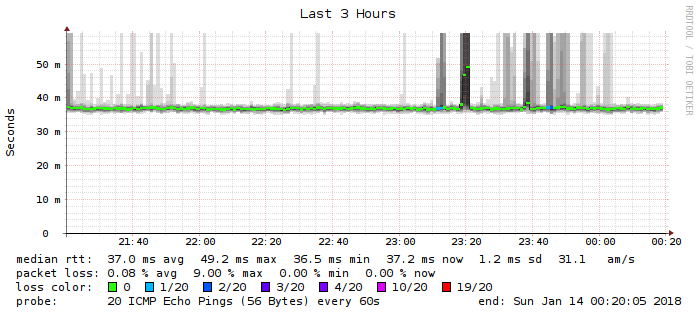 Last 3 Hours
RRDTOOL / TOBI OETIKER
Seconds
50 m
40 m
30 m
20 m
10 m
0
21:40 22:00 22:20 22:40 23:00 23:20 23:40 00:00 00:20
median rtt: 37.0 ms avg 49.2 ms max 36.5 ms min 37.2 ms now 1.2 ms sd 31.1 am/s
packet loss: 0.08 % avg 9.00 % max 0.00 % min 0.00 % now
loss color: 0 1/20 2/20 3/20 4/20 10/20 19/20
probe: 20 ICMP Echo Pings (56 Bytes) every 60s end: Sun Jan 14 00:20:05 2018